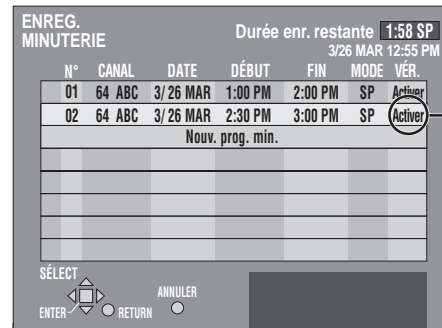 ENREG.
MINUTERIE
Durée enr. restante 1:58 SP
3/26 MAR 12:55 PM
N° CANAL DATE DÉBUT FIN MODE VÉR.
01 64 ABC 3/ 26 MAR 1:00 PM 2:00 PM SP Activer
02 64 ABC 3/ 26 MAR 2:30 PM 3:00 PM SP Activer
Nouv. prog. min.
SÉLECT
ANNULER
ENTER RETURN